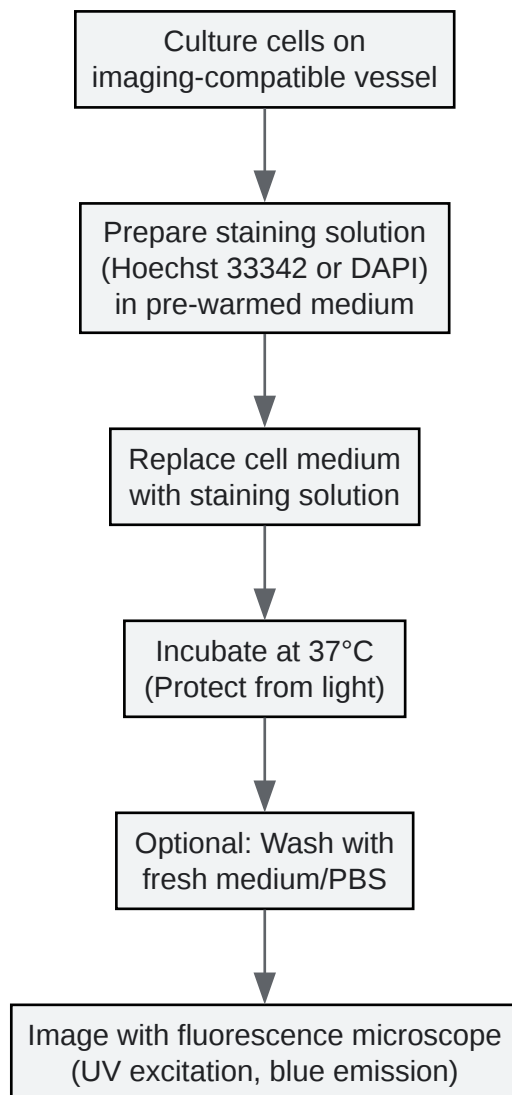 Culture cells on
imaging-compatible vessel
Prepare staining solution
(Hoechst 33342 or DAPI)
in pre-warmed medium
Replace cell medium
with staining solution
Incubate at 37°C
(Protect from light)
Optional: Wash with
fresh medium/PBS
Image with fluorescence microscope
(UV excitation, blue emission)